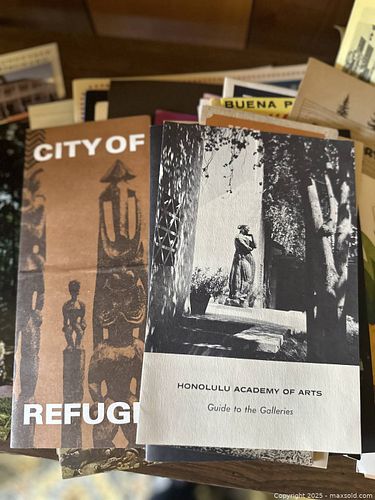 BUENA P
CITY OF
REFUG
HONOLULU ACADEMY OF ARTS
Guide to the Galleries
Copyright 2025 - maxsold.com